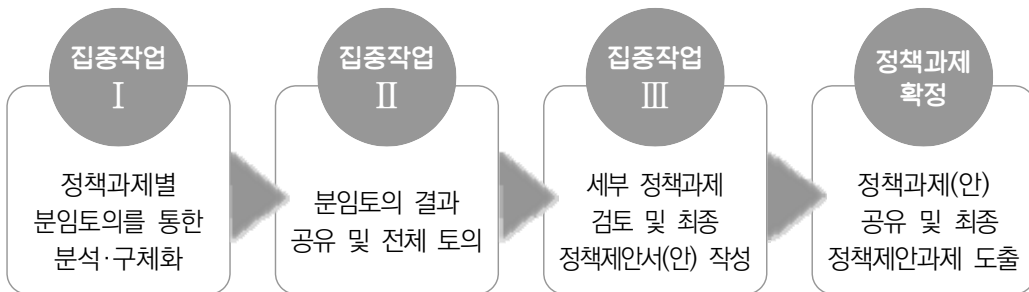 집중작업
Ⅰ
정책과제별
분임토의를 통한
분석·구체화
집중작업
Ⅱ
분임토의 결과
공유 및 전체 토의
집중작업
Ⅲ
세부 정책과제
검토 및 최종
정책제안서(안) 작성
정책과제
확정
정책과제(안)
공유 및 최종
정책제안과제 도출